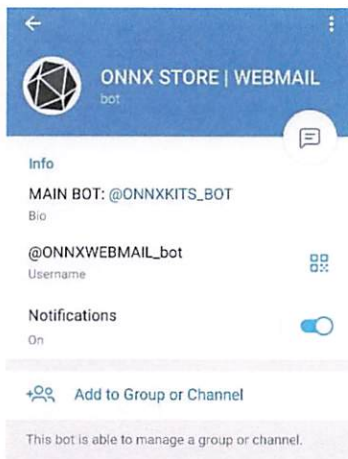 ONNX STORE | WEBMAIL
bot
Info
MAIN BOT: @ONNXKITS_BOT
Bio
@ONNXWEBMAIL_bot
Username
Notifications
On
Add to Group or Channel
This bot is able to manage a group or channel.